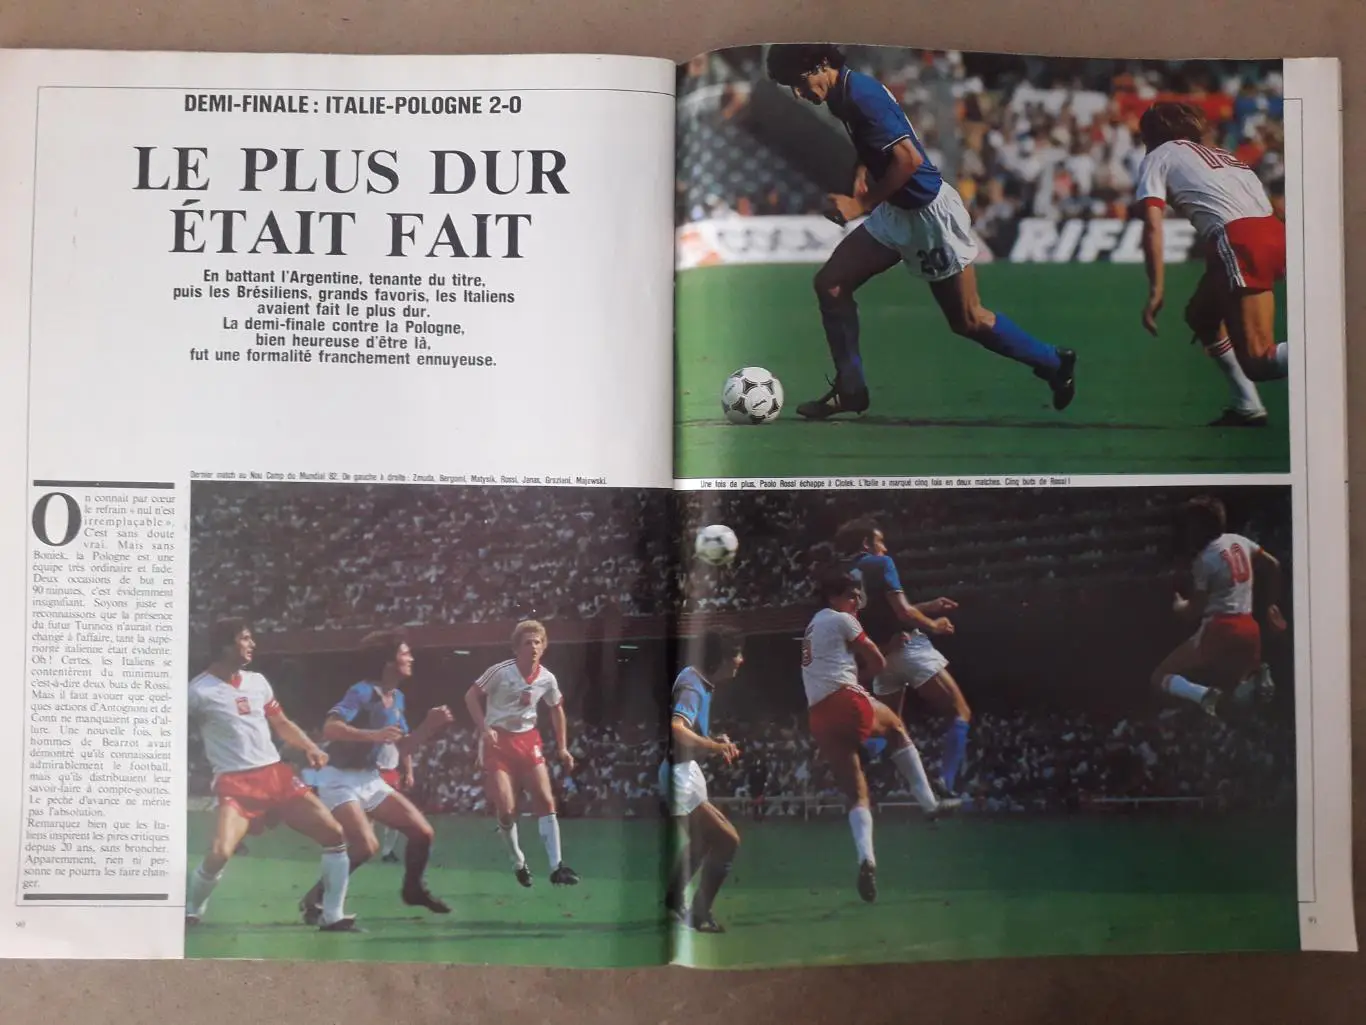 DEMI-FINALE : ITALIE-POLOGNE 2-0
LE PLUS DUR
ÉTAIT FAIT
En battant l'Argentine, tenante du titre,
puis les Brésiliens, grands favoris, les Italiens
avaient fait le plus dur.
La demi-finale contre la Pologne,
bien heureuse d'être là,
fut une formalité franchement ennuyeuse.
Dernier match au Nou Camp du Mundial 82. De gauche à droite : Zmuda, Bergomi, Matysik, Rossi, Janas, Graziani, Majewski.
On connaît par cœur
le refrain « nul n'est
irremplaçable ».
C'est sans doute
vrai. Mais sans
Boniek, la Pologne est une
équipe très ordinaire et fade.
Deux occasions de but en
90 minutes, c'est évidemment
insignifiant. Soyons juste et
reconnaissons que la présence
du futur Turinois n'aurait rien
changé à l'affaire, tant la supé-
riorité italienne était évidente.
Oh ! Certes, les Italiens se
contentèrent du minimum,
c'est-à-dire deux buts de Rossi.
Mais il faut avouer que quel-
ques actions d'Antognoni et de
Conti ne manquaient pas d'al-
lure. Une nouvelle fois, les
hommes de Bearzot avait
démontré qu'ils connaissaient
admirablement le football,
mais qu'ils distribuaient leur
savoir-faire à compte-gouttes.
Le péché d'avarice ne mérite
pas l'absolution.
Remarquez bien que les Ita-
liens inspirent les pires critiques
depuis 20 ans, sans broncher.
Apparemment, rien ni per-
sonne ne pourra les faire chan-
ger.
90
20
RIFLE
Une fois de plus, Paolo Rossi échappe à Ciolek. L'Italie a marqué cinq fois en deux matches. Cinq buts de Rossi !
10
91